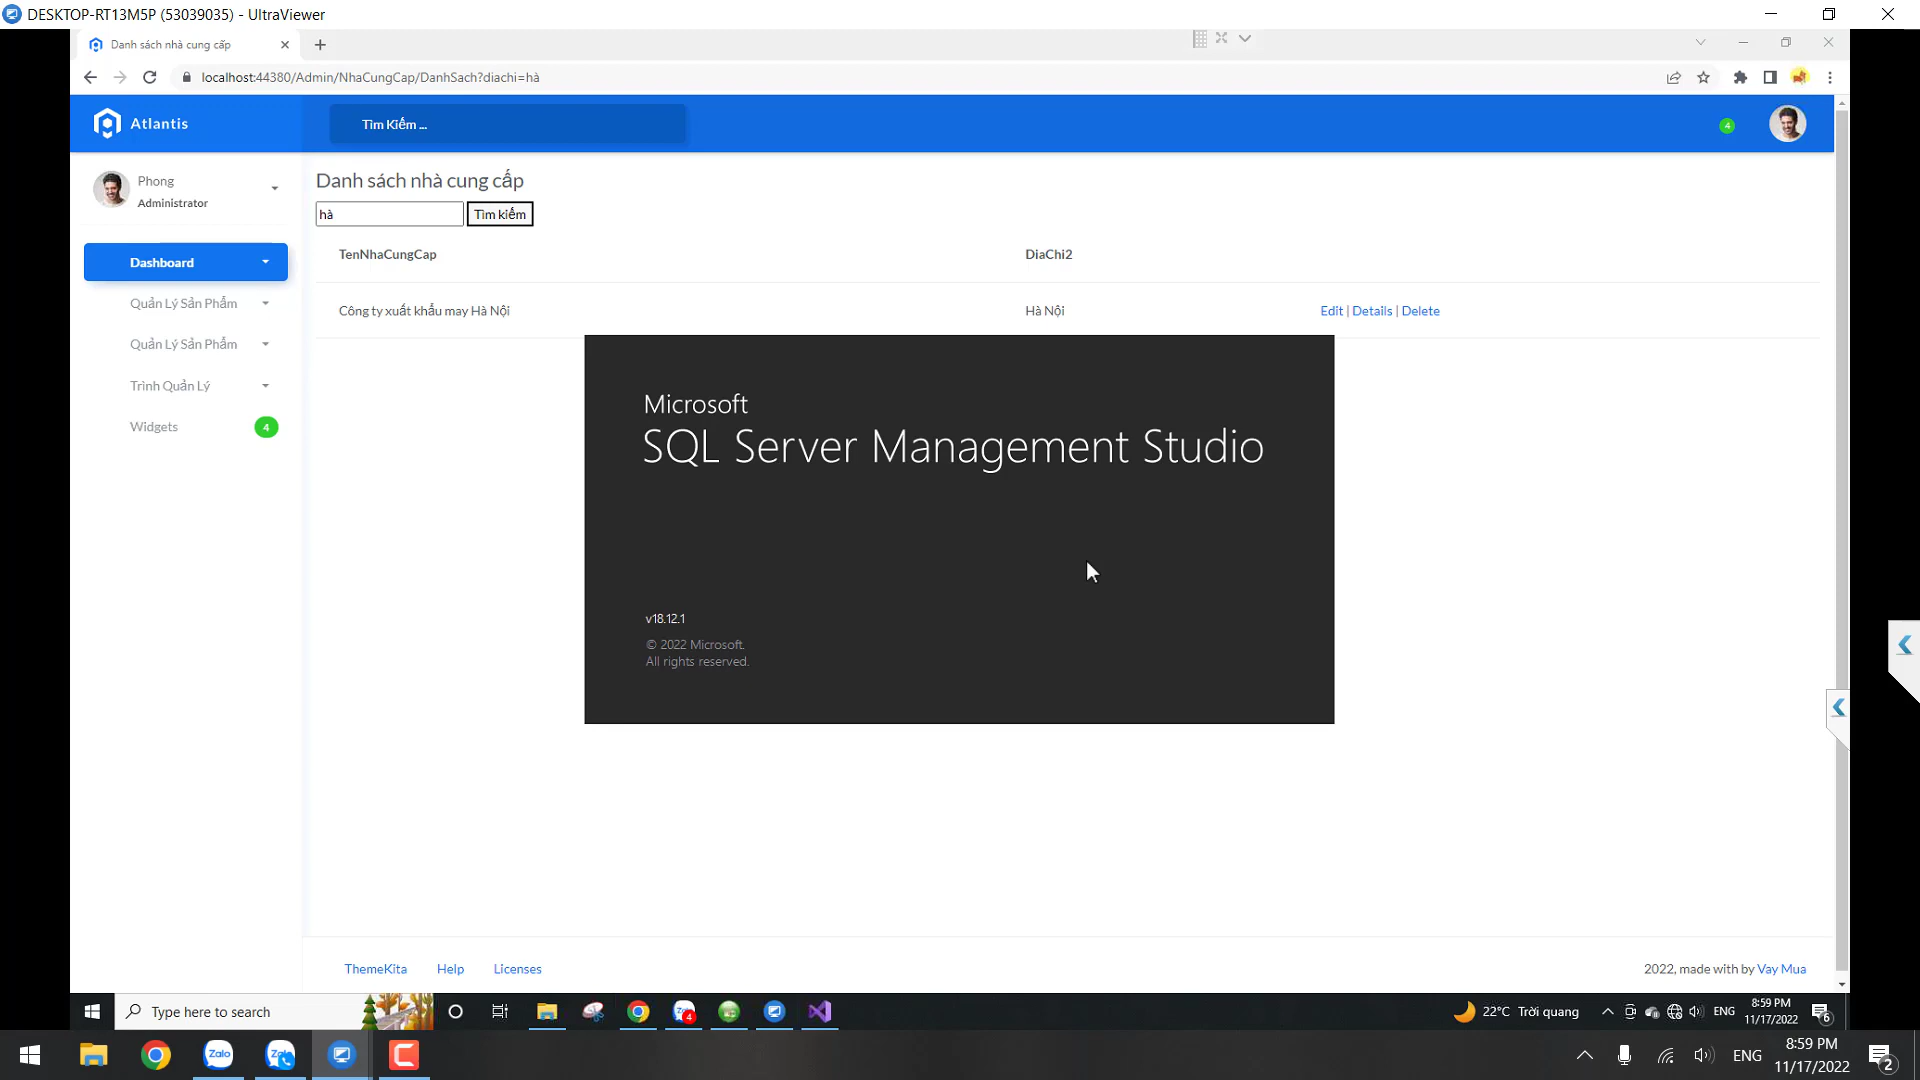 DESKTOP-RT13M5P (53039035) - UltraViewer
Danh sách nhà cung cấp
localhost:44380/Admin/NhaCungCap/DanhSach?diachi=hà
Atlantis
Tìm Kiếm ...
4
Phong
Administrator
Danh sách nhà cung cấp
hà
Tìm kiếm
TenNhaCungCap
DiaChi2
Dashboard
Quản Lý Sản Phẩm
Công ty xuất khẩu may Hà Nội
Hà Nội
Edit | Details | Delete
Quản Lý Sản Phẩm
Trình Quản Lý
Widgets
4
Microsoft
SQL Server Management Studio
v18.12.1
© 2022 Microsoft.
All rights reserved.
ThemeKita
Help
Licenses
2022, made with by Vay Mua
Type here to search
4
22°C Trời quang
ENG
8:59 PM
11/17/2022
6
Zalo
ENG
8:59 PM
11/17/2022
2